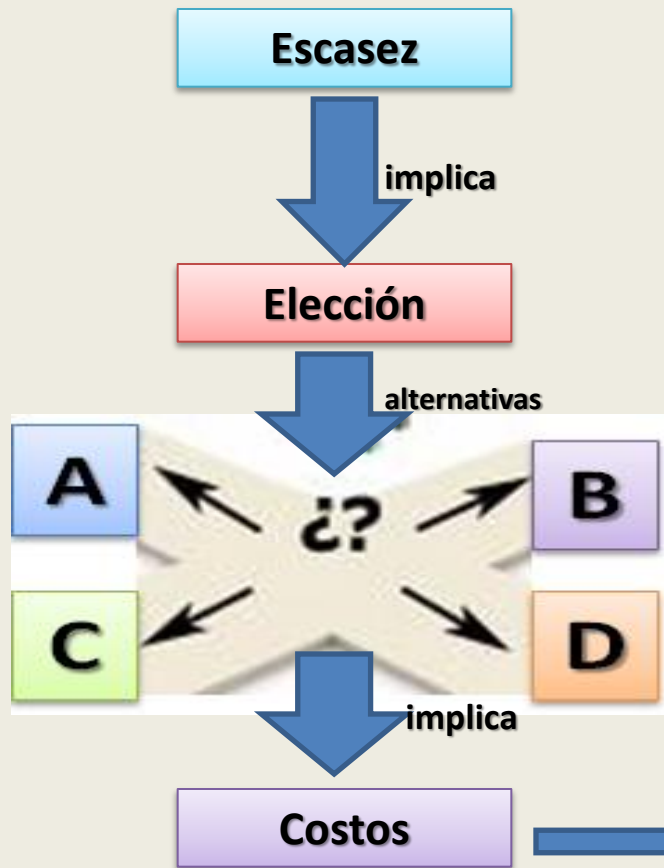 Escasez
implica
Elección
alternativas
A
B
¿?
C
D
implica
Costos